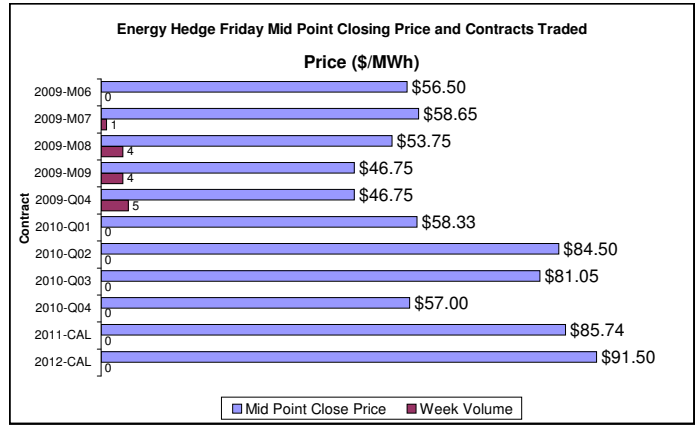 Energy Hedge Friday Mid Point Closing Price and Contracts Traded
Price ($/MWh)
Contract
2009-M06 $56.50
0
2009-M07 $58.65
1
2009-M08 $53.75
4
2009-M09 $46.75
4
2009-Q04 $46.75
5
2010-Q01 $58.33
0
2010-Q02 $84.50
0
2010-Q03 $81.05
0
2010-Q04 $57.00
0
2011-CAL $85.74
0
2012-CAL $91.50
0
Mid Point Close Price Week Volume